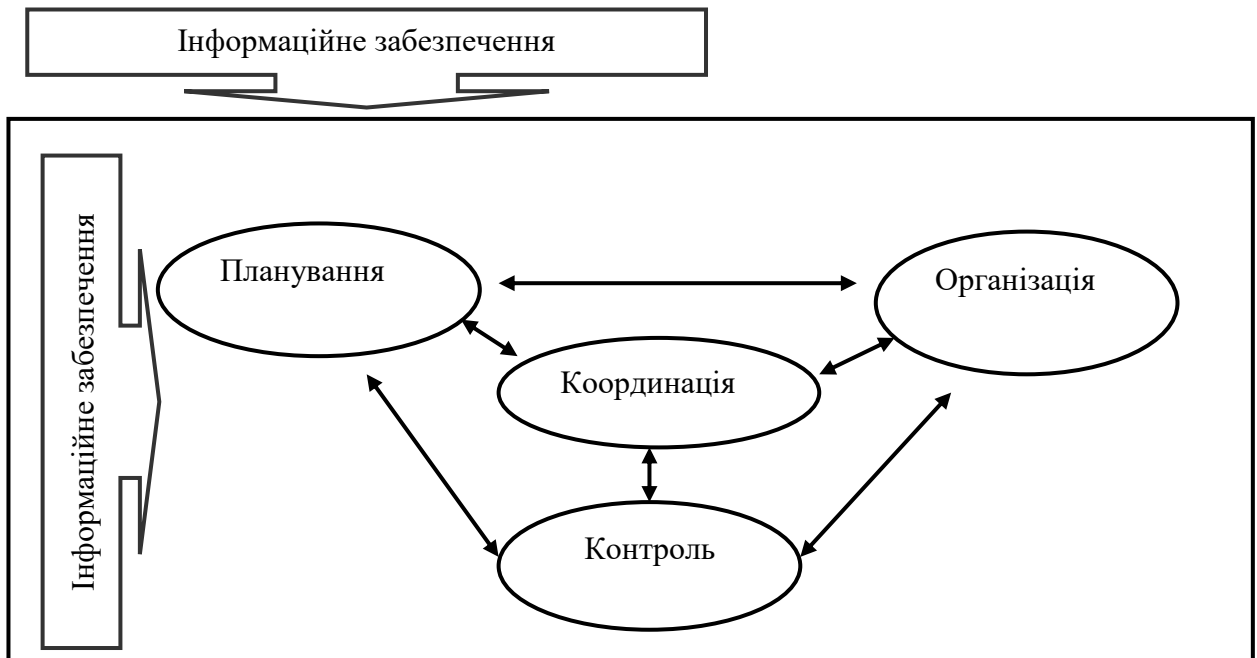 Інформаційне забезпечення
Інформаційне забезпечення
Планування
Організація
Координація
Контроль